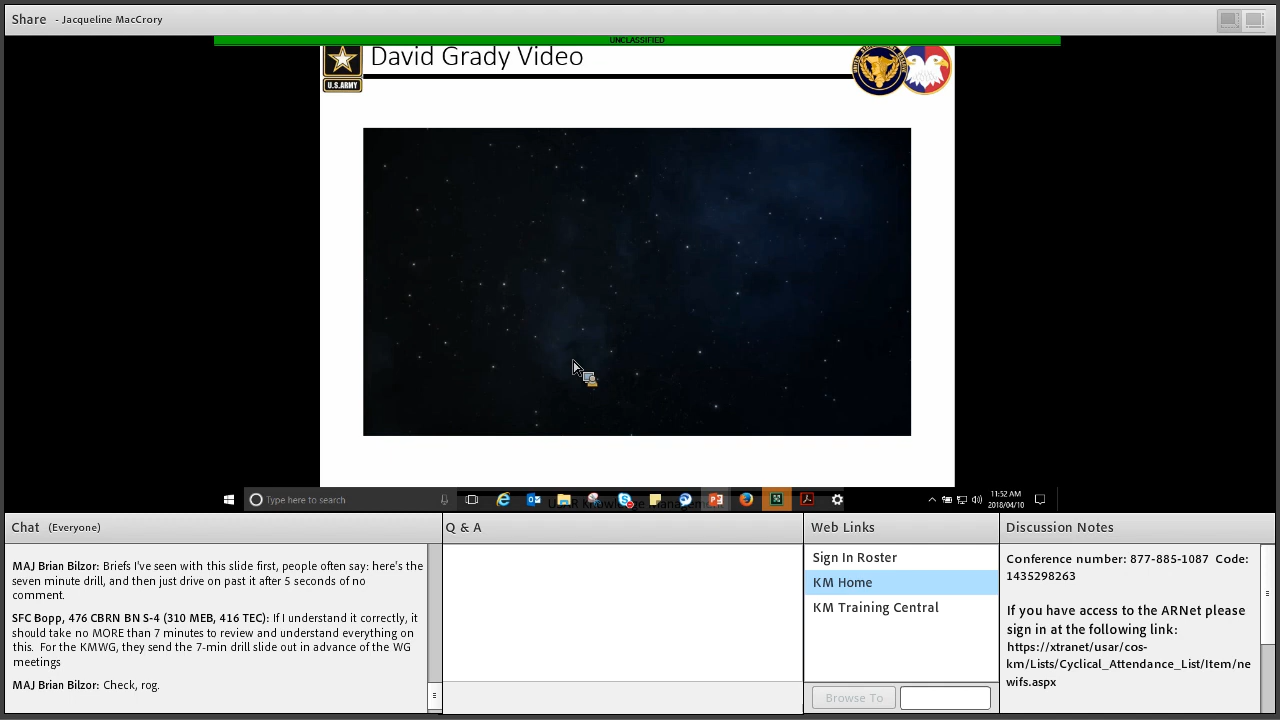 Share - Jacqueline MacCrory
UNCLASSIFIED
David Grady Video
U.S.ARMY
Type here to search
11:52 AM
2018/04/10
Chat (Everyone)
MAJ Brian Bilzor: Briefs I've seen with this slide first, people often say: here's the
seven minute drill, and then just drive on past it after 5 seconds of no
comment.
SFC Bopp, 476 CBRN BN S-4 (310 MEB, 416 TEC): If I understand it correctly, it
should take no MORE than 7 minutes to review and understand everything on
this. For the KMWG, they send the 7-min drill slide out in advance of the WG
meetings
MAJ Brian Bilzor: Check, rog.
Q & A
Web Links
Sign In Roster
KM Home
KM Training Central
Browse To
Discussion Notes
Conference number: 877-885-1087 Code:
1435298263
If you have access to the ARNet please
sign in at the following link:
https://xtranet/usar/cos-
km/Lists/Cyclical_Attendance_List/Item/ne
wifs.aspx